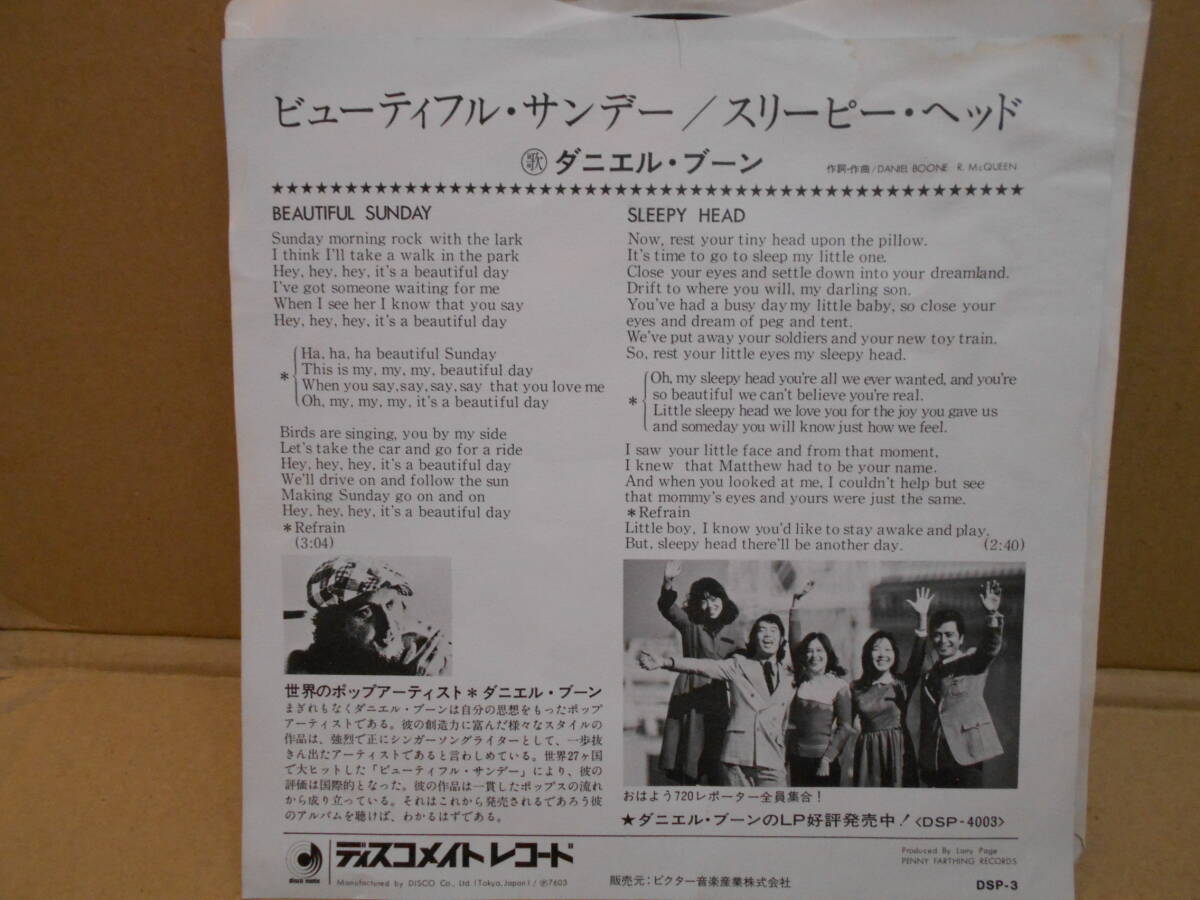 ビューティフル・サンデー／スリーピー・ヘッド
歌 ダニエル・ブーン
作詞・作曲/DANIEL BOONE R. McQUEEN
★★★★★★★★★★★★★★★★★★★★★★★★★★★★★★★★★★★★★★★★★★★★★★★★★★★★★★★★
BEAUTIFUL SUNDAY
Sunday morning rock with the lark
I think I'll take a walk in the park
Hey, hey, hey, it's a beautiful day
I've got someone waiting for me
When I see her I know that you say
Hey, hey, hey, it's a beautiful day
Ha, ha, ha beautiful Sunday
This is my, my, my, beautiful day
* When you say, say, say, say that you love me
Oh, my, my, my, it's a beautiful day
Birds are singing, you by my side
Let's take the car and go for a ride
Hey, hey, hey, it's a beautiful day
We'll drive on and follow the sun
Making Sunday go on and on
Hey, hey, hey, it's a beautiful day
* Refrain
(3:04)
SLEEPY HEAD
Now, rest your tiny head upon the pillow.
It's time to go to sleep my little one.
Close your eyes and settle down into your dreamland.
Drift to where you will, my darling son.
You've had a busy day my little baby, so close your
eyes and dream of peg and tent.
We've put away your soldiers and your new toy train.
So, rest your little eyes my sleepy head.
Oh, my sleepy head you're all we ever wanted, and you're
* so beautiful we can't believe you're real.
Little sleepy head we love you for the joy you gave us
and someday you will know just how we feel.
I saw your little face and from that moment,
I knew that Matthew had to be your name.
And when you looked at me, I couldn't help but see
that mommy's eyes and yours were just the same.
* Refrain
Little boy, I know you'd like to stay awake and play.
But, sleepy head there'll be another day. (2:40)
世界のポップアーティスト＊ダニエル・ブーン
まぎれもなくダニエル・ブーンは自分の思想をもったポップ
アーティストである。彼の創造力に富んだ様々なスタイルの
作品は、強烈で正にシンガーソングライターとして、一歩抜
きん出たアーティストであると言わしめている。世界27ヶ国
で大ヒットした「ビューティフル・サンデー」により、彼の
評価は国際的となった。彼の作品は一貫したポップスの流れ
から成り立っている。それはこれから発売されるであろう彼
のアルバムを聴けば、わかるはずである。
おはよう720レポーター全員集合！
★ダニエル・ブーンのLP好評発売中！〈DSP-4003〉
disco mate
ディスコメイトレコード
Manufactured by DISCO Co., Ltd. (Tokyo, Japan) / Ⓟ7603
販売元：ビクター音楽産業株式会社
Produced By Larry Page
PENNY FARTHING RECORDS
DSP-3